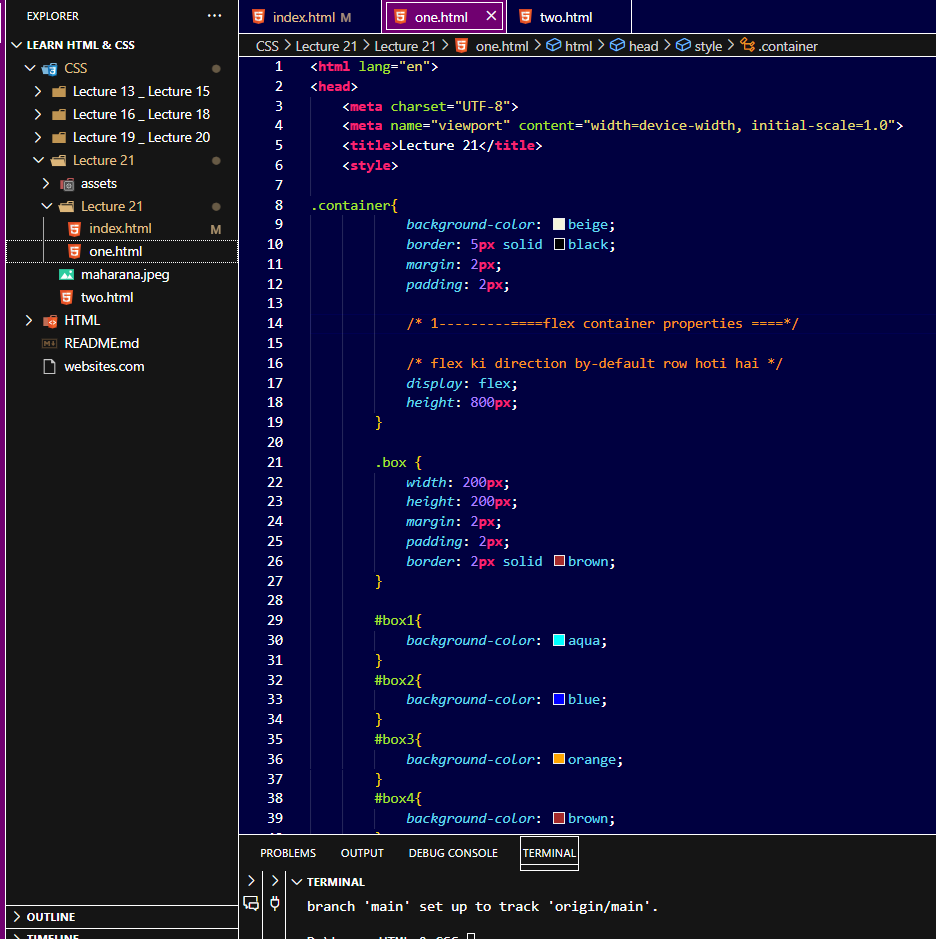 EXPLORER ...
LEARN HTML & CSS
CSS
Lecture 13 _ Lecture 15
Lecture 16 _ Lecture 18
Lecture 19 _ Lecture 20
Lecture 21
assets
Lecture 21
index.html M
one.html
maharana.jpeg
two.html
HTML
README.md
websites.com
OUTLINE
TIMELINE
index.html M one.html two.html
CSS > Lecture 21 > Lecture 21 > one.html > html > head > style > .container
1 <html lang="en">
2 <head>
3 <meta charset="UTF-8">
4 <meta name="viewport" content="width=device-width, initial-scale=1.0">
5 <title>Lecture 21</title>
6 <style>
7
8 .container{
9 background-color: beige;
10 border: 5px solid black;
11 margin: 2px;
12 padding: 2px;
13
14 /* 1---------====flex container properties ====*/
15
16 /* flex ki direction by-default row hoti hai */
17 display: flex;
18 height: 800px;
19 }
20
21 .box {
22 width: 200px;
23 height: 200px;
24 margin: 2px;
25 padding: 2px;
26 border: 2px solid brown;
27 }
28
29 #box1{
30 background-color: aqua;
31 }
32 #box2{
33 background-color: blue;
34 }
35 #box3{
36 background-color: orange;
37 }
38 #box4{
39 background-color: brown;
PROBLEMS OUTPUT DEBUG CONSOLE TERMINAL
TERMINAL
branch 'main' set up to track 'origin/main'.